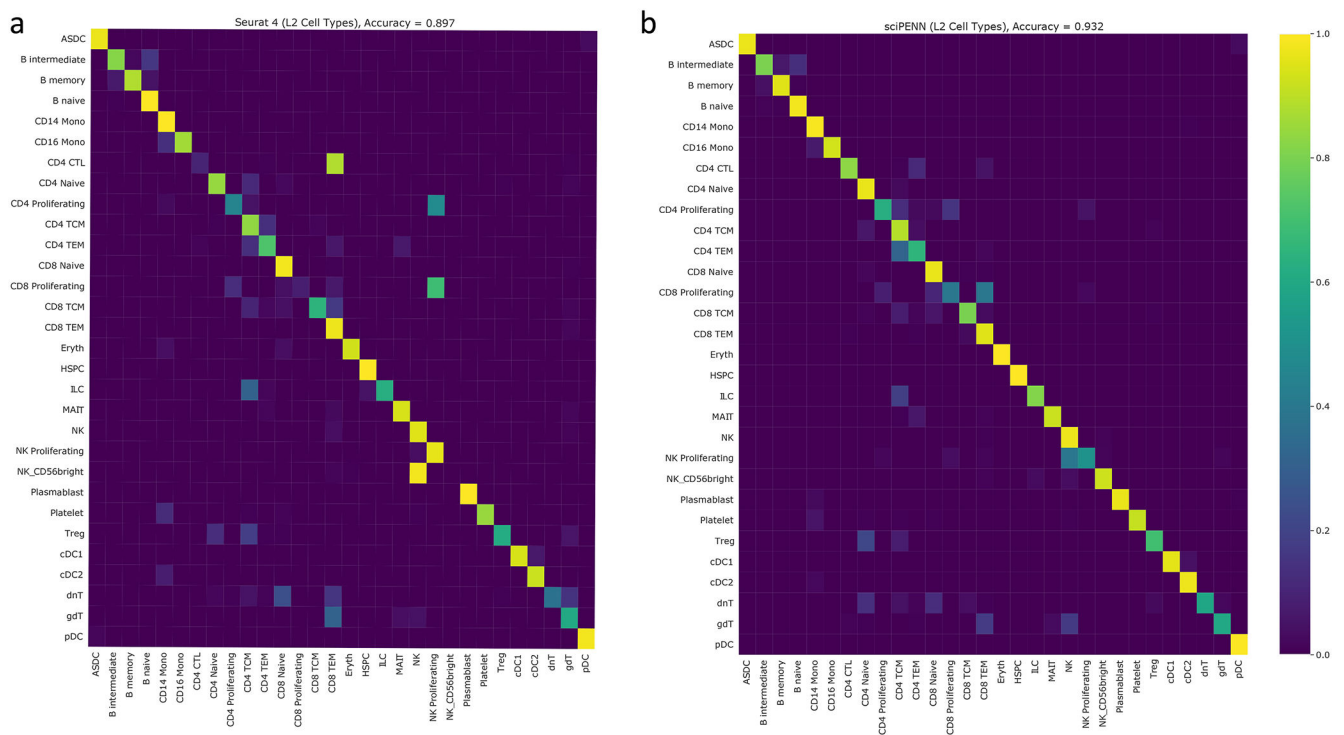 a
Seurat 4 (L2 Cell Types), Accuracy = 0.897
ASDC
B intermediate
B memory
B naive
CD14 Mono
CD16 Mono
CD4 CTL
CD4 Naive
CD4 Proliferating
CD4 TCM
CD4 TEM
CD8 Naive
CD8 Proliferating
CD8 TCM
CD8 TEM
Eryth
HSPC
ILC
MAIT
NK
NK Proliferating
NK_CD56bright
Plasmablast
Platelet
Treg
cDC1
cDC2
dnT
gdT
pDC
ASDC
B intermediate
B memory
B naive
CD14 Mono
CD16 Mono
CD4 CTL
CD4 Naive
CD4 Proliferating
CD4 TCM
CD4 TEM
CD8 Naive
CD8 Proliferating
CD8 TCM
CD8 TEM
Eryth
HSPC
ILC
MAIT
NK
NK Proliferating
NK_CD56bright
Plasmablast
Platelet
Treg
cDC1
cDC2
dnT
gdT
pDC
b
sciPENN (L2 Cell Types), Accuracy = 0.932
ASDC
B intermediate
B memory
B naive
CD14 Mono
CD16 Mono
CD4 CTL
CD4 Naive
CD4 Proliferating
CD4 TCM
CD4 TEM
CD8 Naive
CD8 Proliferating
CD8 TCM
CD8 TEM
Eryth
HSPC
ILC
MAIT
NK
NK Proliferating
NK_CD56bright
Plasmablast
Platelet
Treg
cDC1
cDC2
dnT
gdT
pDC
ASDC
B intermediate
B memory
B naive
CD14 Mono
CD16 Mono
CD4 CTL
CD4 Naive
CD4 Proliferating
CD4 TCM
CD4 TEM
CD8 Naive
CD8 Proliferating
CD8 TCM
CD8 TEM
Eryth
HSPC
ILC
MAIT
NK
NK Proliferating
NK_CD56bright
Plasmablast
Platelet
Treg
cDC1
cDC2
dnT
gdT
pDC
1.0
0.8
0.6
0.4
0.2
0.0